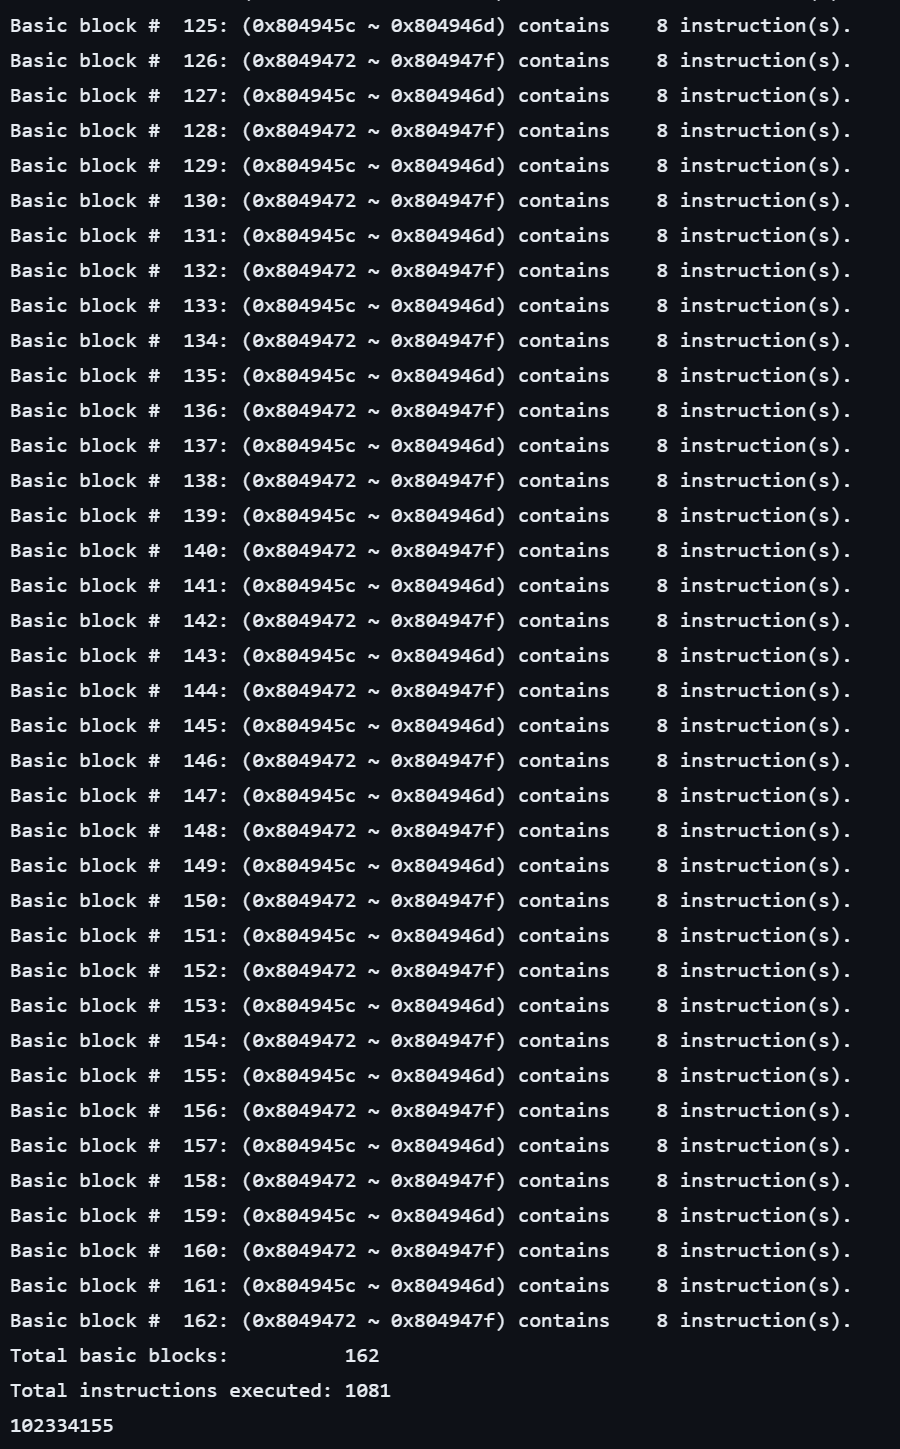 Basic block #  125: (0x804945c ~ 0x804946d) contains    8 instruction(s).
Basic block #  126: (0x8049472 ~ 0x804947f) contains    8 instruction(s).
Basic block #  127: (0x804945c ~ 0x804946d) contains    8 instruction(s).
Basic block #  128: (0x8049472 ~ 0x804947f) contains    8 instruction(s).
Basic block #  129: (0x804945c ~ 0x804946d) contains    8 instruction(s).
Basic block #  130: (0x8049472 ~ 0x804947f) contains    8 instruction(s).
Basic block #  131: (0x804945c ~ 0x804946d) contains    8 instruction(s).
Basic block #  132: (0x8049472 ~ 0x804947f) contains    8 instruction(s).
Basic block #  133: (0x804945c ~ 0x804946d) contains    8 instruction(s).
Basic block #  134: (0x8049472 ~ 0x804947f) contains    8 instruction(s).
Basic block #  135: (0x804945c ~ 0x804946d) contains    8 instruction(s).
Basic block #  136: (0x8049472 ~ 0x804947f) contains    8 instruction(s).
Basic block #  137: (0x804945c ~ 0x804946d) contains    8 instruction(s).
Basic block #  138: (0x8049472 ~ 0x804947f) contains    8 instruction(s).
Basic block #  139: (0x804945c ~ 0x804946d) contains    8 instruction(s).
Basic block #  140: (0x8049472 ~ 0x804947f) contains    8 instruction(s).
Basic block #  141: (0x804945c ~ 0x804946d) contains    8 instruction(s).
Basic block #  142: (0x8049472 ~ 0x804947f) contains    8 instruction(s).
Basic block #  143: (0x804945c ~ 0x804946d) contains    8 instruction(s).
Basic block #  144: (0x8049472 ~ 0x804947f) contains    8 instruction(s).
Basic block #  145: (0x804945c ~ 0x804946d) contains    8 instruction(s).
Basic block #  146: (0x8049472 ~ 0x804947f) contains    8 instruction(s).
Basic block #  147: (0x804945c ~ 0x804946d) contains    8 instruction(s).
Basic block #  148: (0x8049472 ~ 0x804947f) contains    8 instruction(s).
Basic block #  149: (0x804945c ~ 0x804946d) contains    8 instruction(s).
Basic block #  150: (0x8049472 ~ 0x804947f) contains    8 instruction(s).
Basic block #  151: (0x804945c ~ 0x804946d) contains    8 instruction(s).
Basic block #  152: (0x8049472 ~ 0x804947f) contains    8 instruction(s).
Basic block #  153: (0x804945c ~ 0x804946d) contains    8 instruction(s).
Basic block #  154: (0x8049472 ~ 0x804947f) contains    8 instruction(s).
Basic block #  155: (0x804945c ~ 0x804946d) contains    8 instruction(s).
Basic block #  156: (0x8049472 ~ 0x804947f) contains    8 instruction(s).
Basic block #  157: (0x804945c ~ 0x804946d) contains    8 instruction(s).
Basic block #  158: (0x8049472 ~ 0x804947f) contains    8 instruction(s).
Basic block #  159: (0x804945c ~ 0x804946d) contains    8 instruction(s).
Basic block #  160: (0x8049472 ~ 0x804947f) contains    8 instruction(s).
Basic block #  161: (0x804945c ~ 0x804946d) contains    8 instruction(s).
Basic block #  162: (0x8049472 ~ 0x804947f) contains    8 instruction(s).
Total basic blocks:          162
Total instructions executed: 1081
102334155